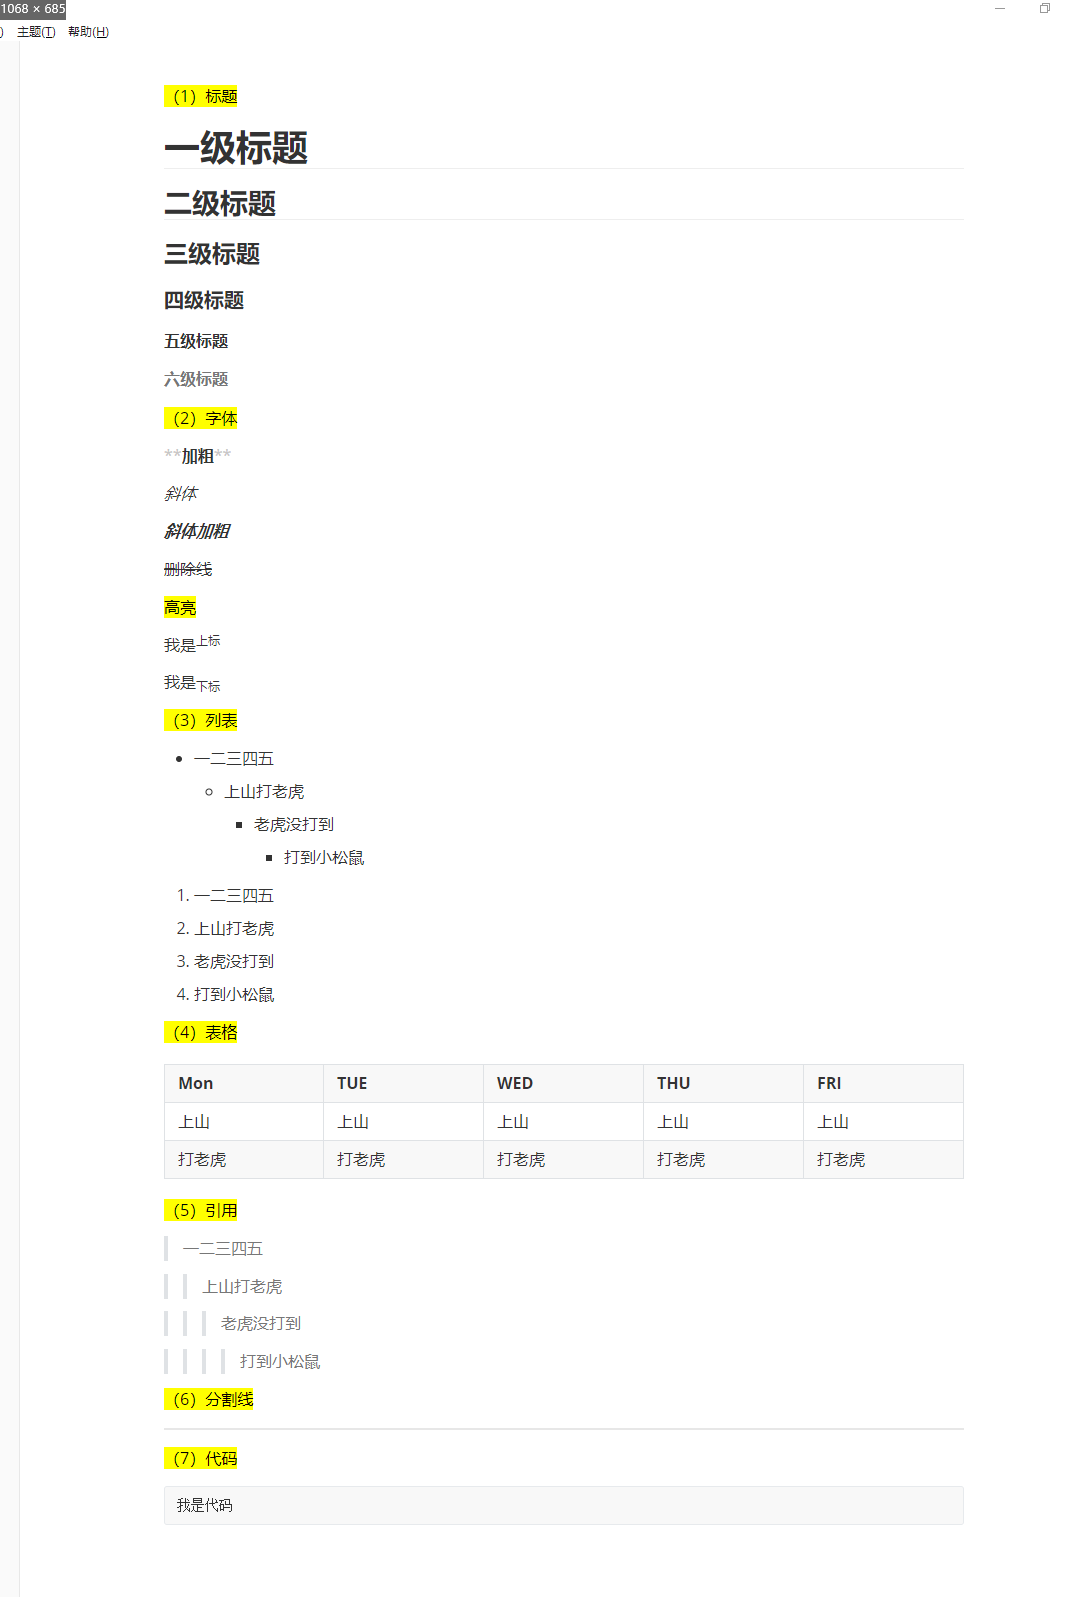 1068 × 685
) 主题(T) 帮助(H)
（1）标题
一级标题
二级标题
三级标题
四级标题
五级标题
六级标题
（2）字体
**加粗**
斜体
斜体加粗
删除线
高亮
我是上标
我是下标
（3）列表
一二三四五
上山打老虎
老虎没打到
打到小松鼠
1. 一二三四五
2. 上山打老虎
3. 老虎没打到
4. 打到小松鼠
（4）表格
Mon TUE WED THU FRI
上山 上山 上山 上山 上山
打老虎 打老虎 打老虎 打老虎 打老虎
（5）引用
一二三四五
上山打老虎
老虎没打到
打到小松鼠
（6）分割线
（7）代码
我是代码